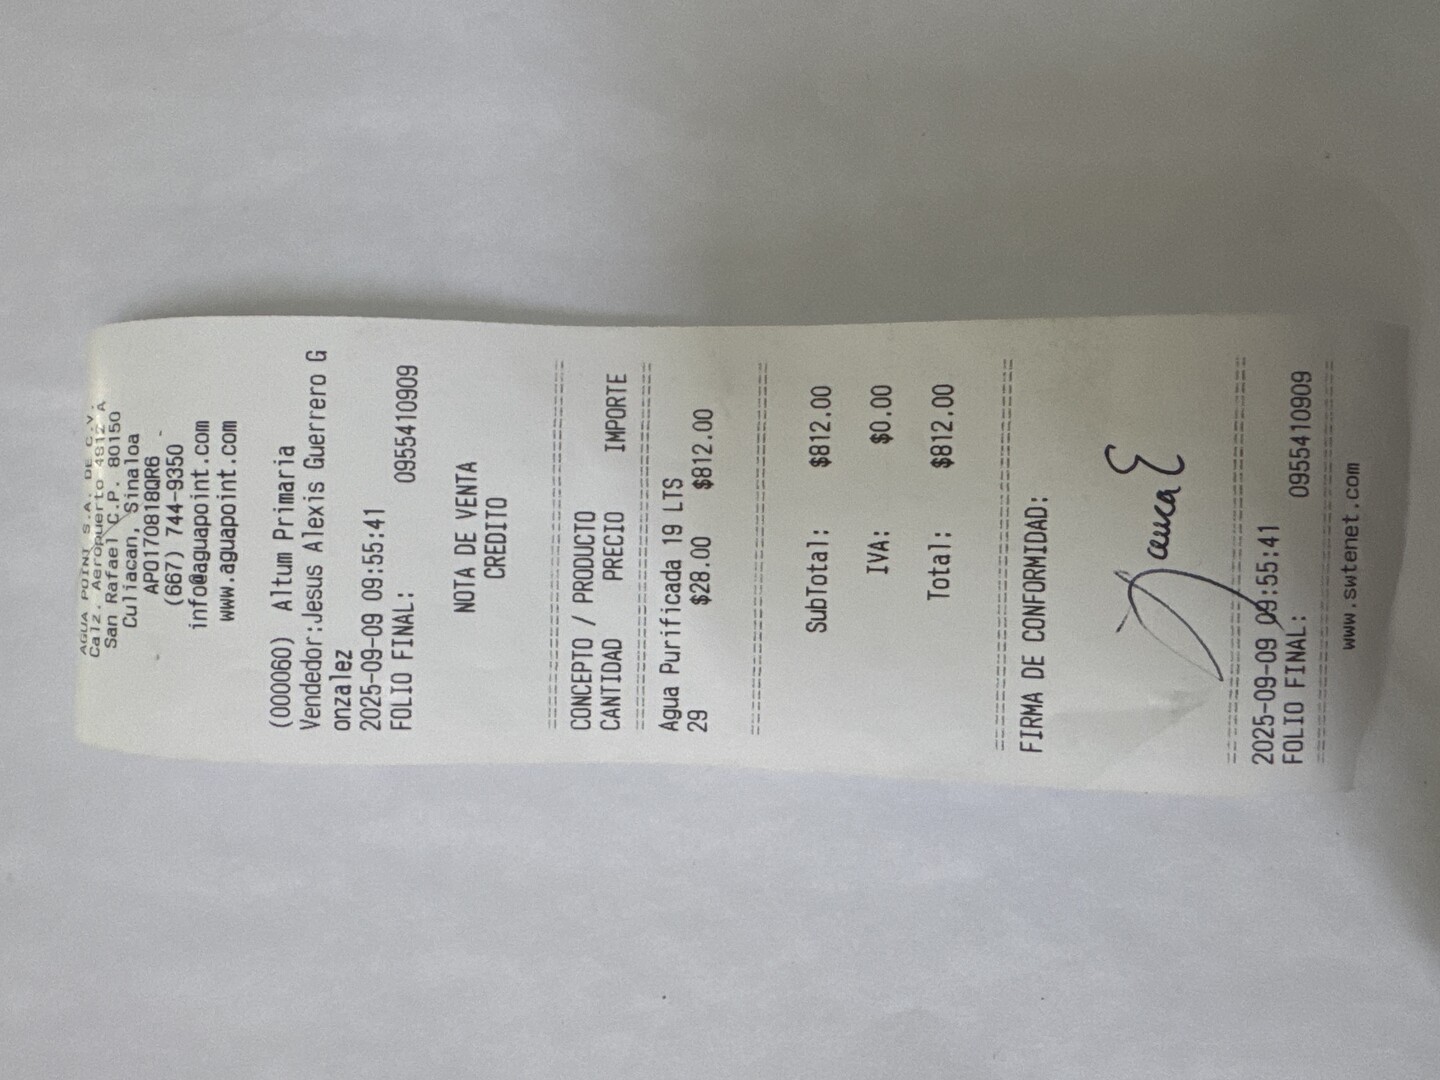 AGUA POINT S.A. DE C.V.
Calz. Aeropuerto 4912 A
San Rafael C.P. 80150
Culiacan, Sinaloa
APO170818QR6
(667) 744-9350
info@aguapoint.com
www.aguapoint.com
(000060) Altum Primaria
Vendedor:Jesus Alexis Guerrero G
onzalez
2025-09-09 09:55:41
FOLIO FINAL: 0955410909
NOTA DE VENTA
CREDITO
CONCEPTO / PRODUCTO
CANTIDAD PRECIO IMPORTE
Agua Purificada 19 LTS
29 $28.00 $812.00
SubTotal: $812.00
IVA: $0.00
Total: $812.00
FIRMA DE CONFORMIDAD:
2025-09-09 09:55:41
FOLIO FINAL: 0955410909
www.swtenet.com